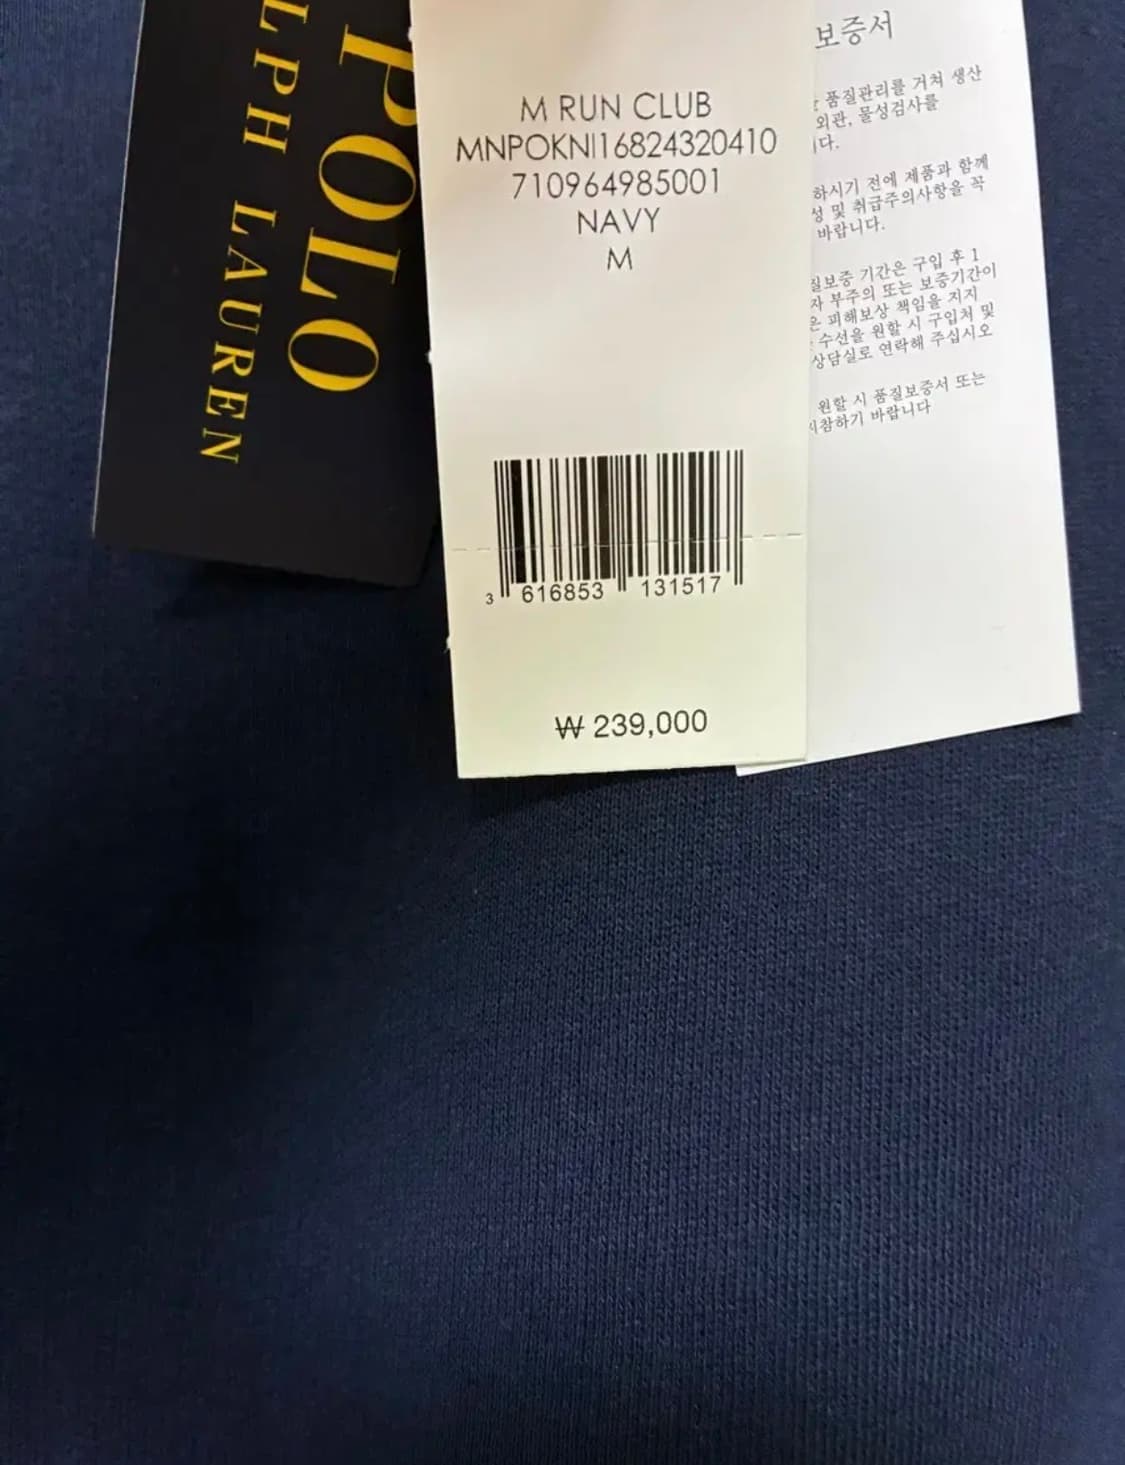 POLO
LPH LAUREN
M RUN CLUB
MNPOKNI16824320410
710964985001
NAVY
M
3 616853 131517
₩ 239,000
보증서
품질관리를 거쳐 생산
외관, 물성검사를
다.
하시기 전에 제품과 함께
성 및 취급주의사항을 꼭
바랍니다.
질보증 기간은 구입 후 1
자 부주의 또는 보증기간이
은 피해보상 책임을 지지
수선을 원할 시 구입처 및
상담실로 연락해 주십시오
원할 시 품질보증서 또는
지참하기 바랍니다